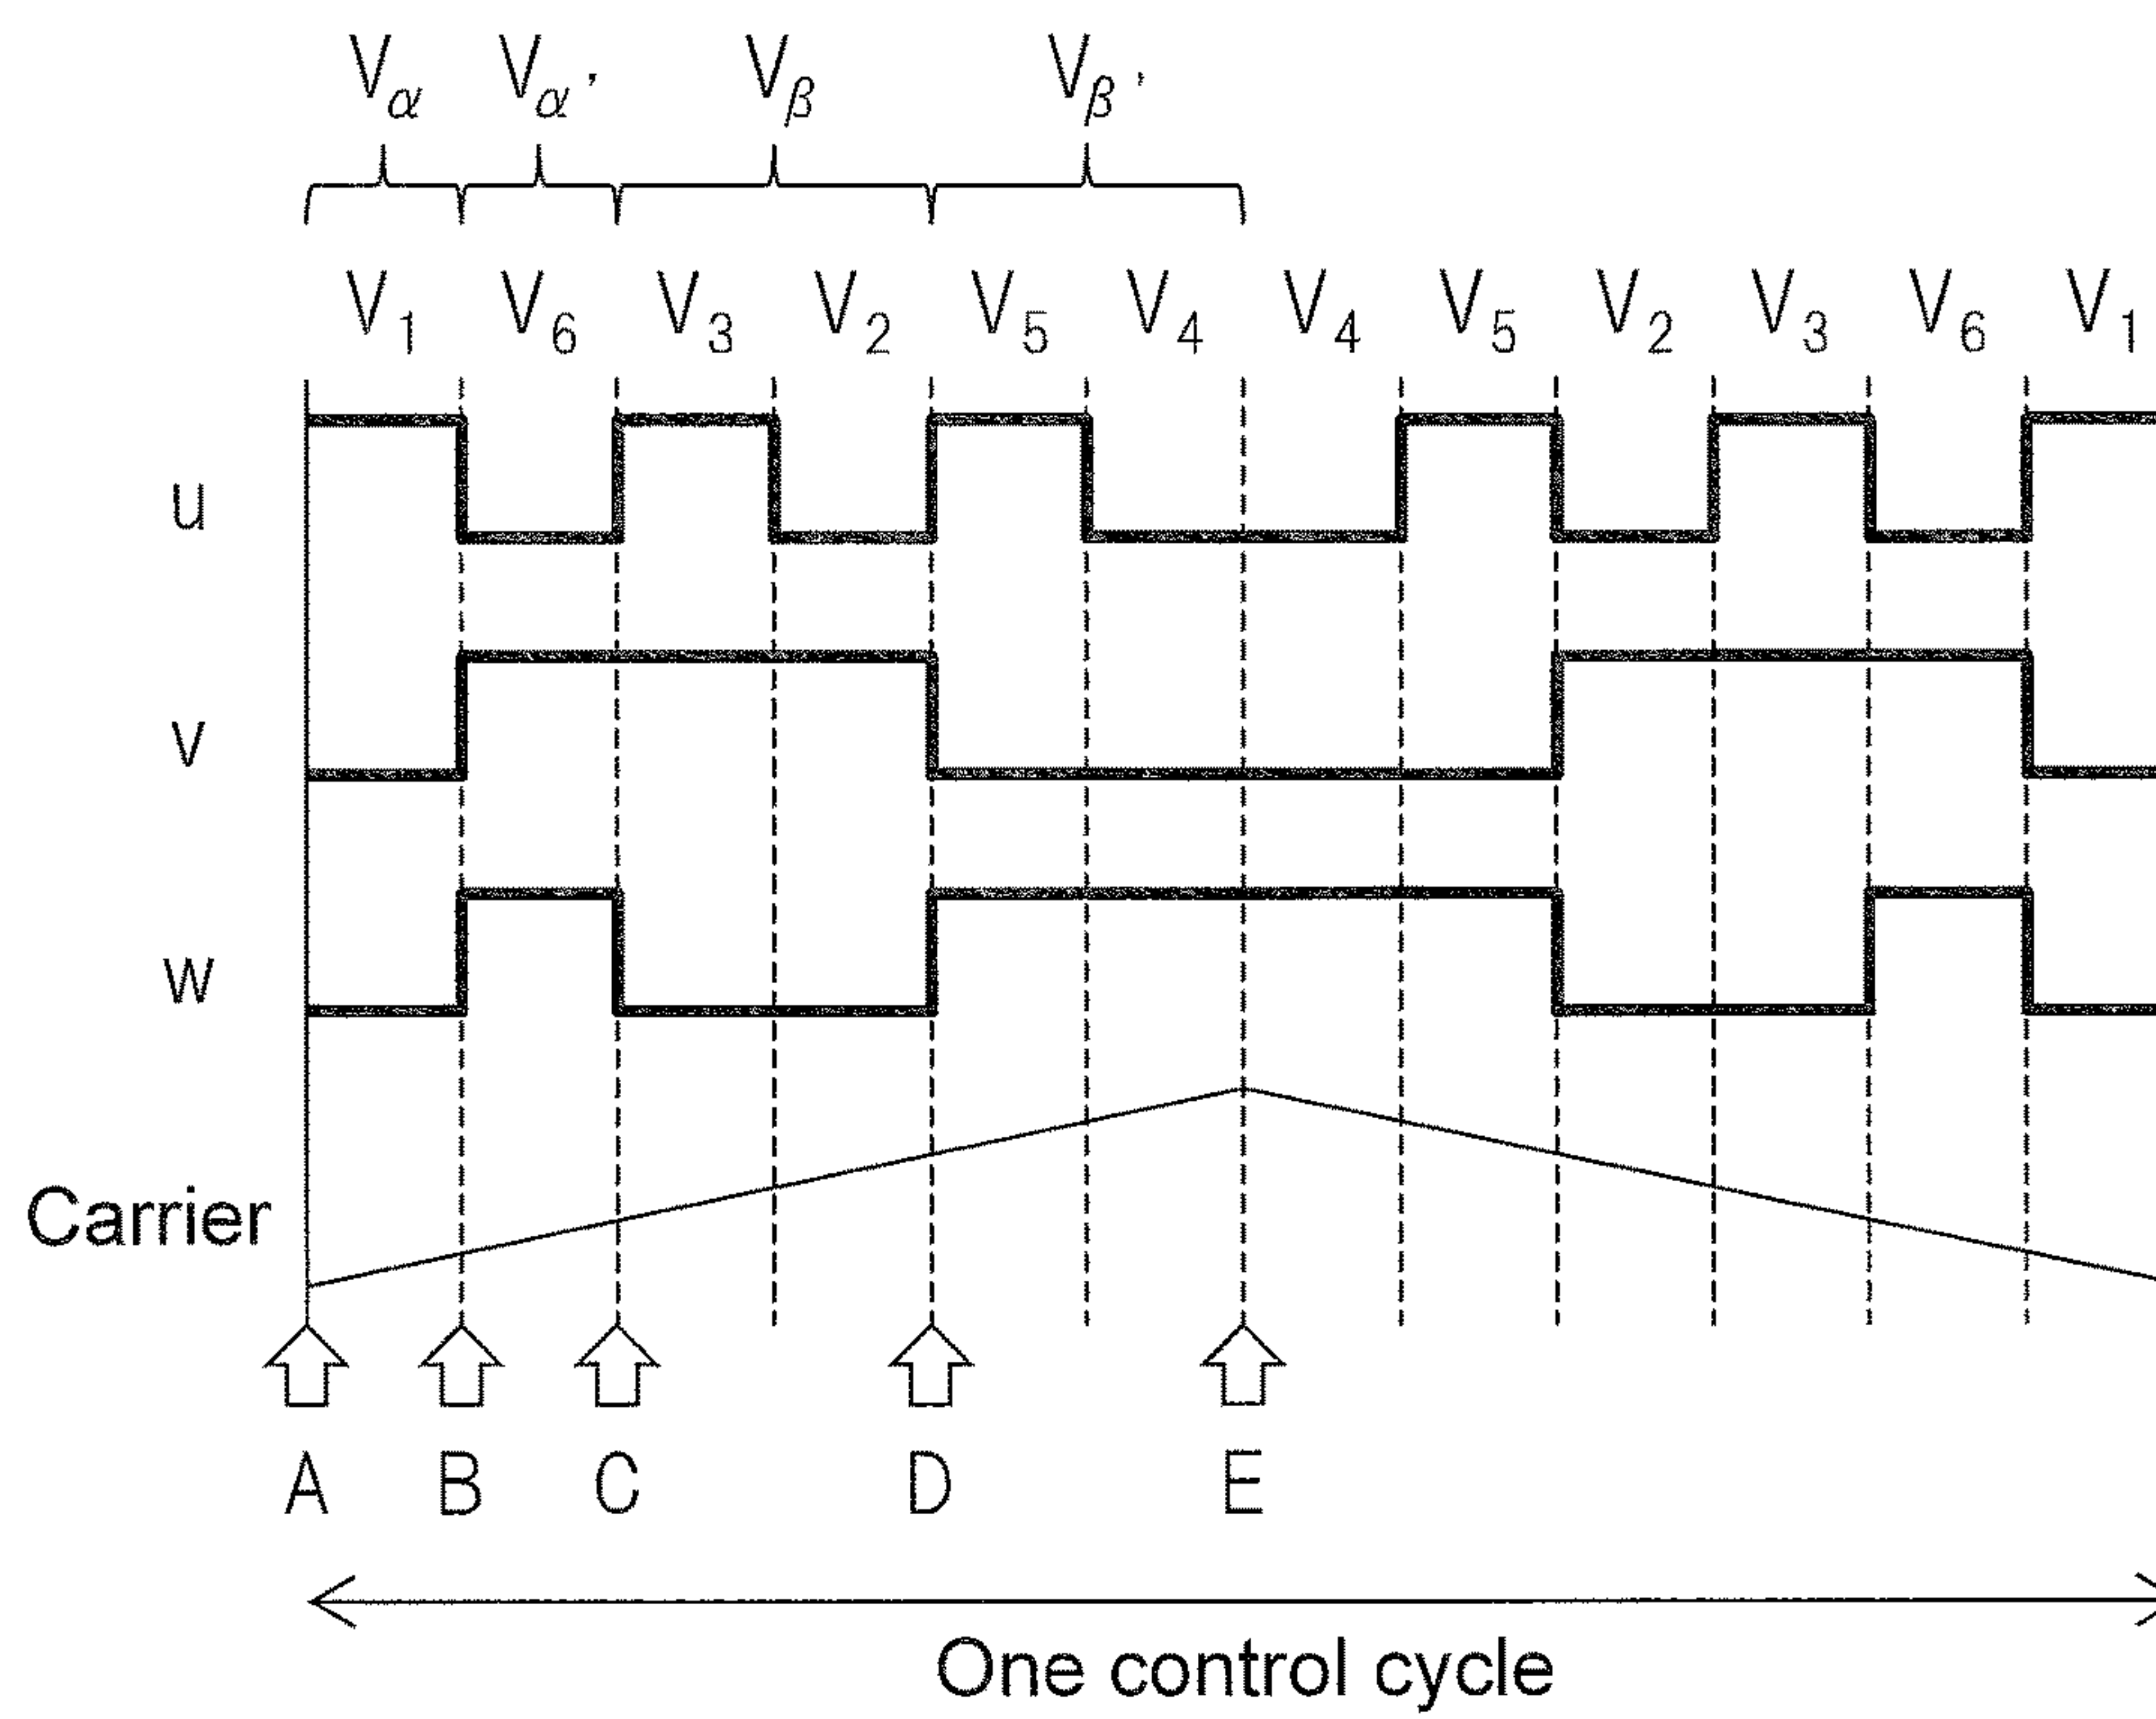 Vα Vα' Vβ Vβ'
V1 V6 V3 V2 V5 V4 V4 V5 V2 V3 V6 V1
u
v
w
Carrier
A B C D E
One control cycle